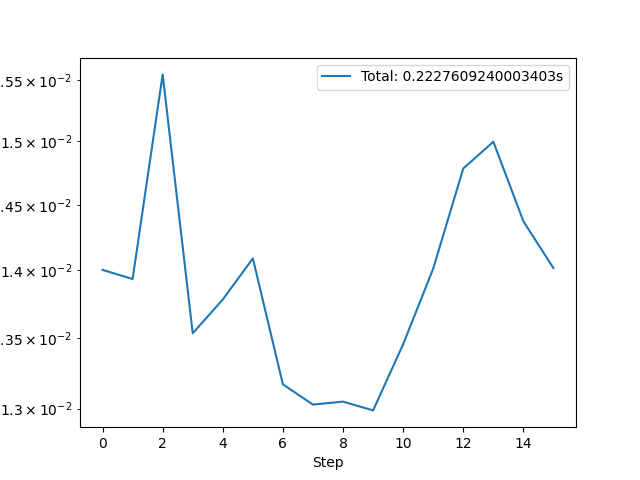 Total: 0.2227609240003403s
.55 × 10⁻²
1.5 × 10⁻²
.45 × 10⁻²
1.4 × 10⁻²
.35 × 10⁻²
1.3 × 10⁻²
0 2 4 6 8 10 12 14
Step